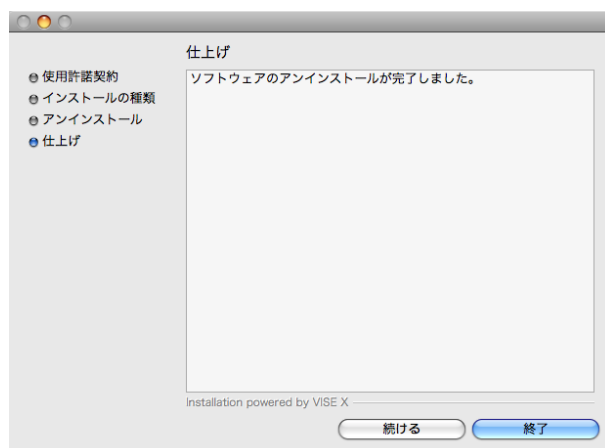 仕上げ
使用許諾契約
インストールの種類
アンインストール
仕上げ
ソフトウェアのアンインストールが完了しました。
Installation powered by VISE X
続ける
終了